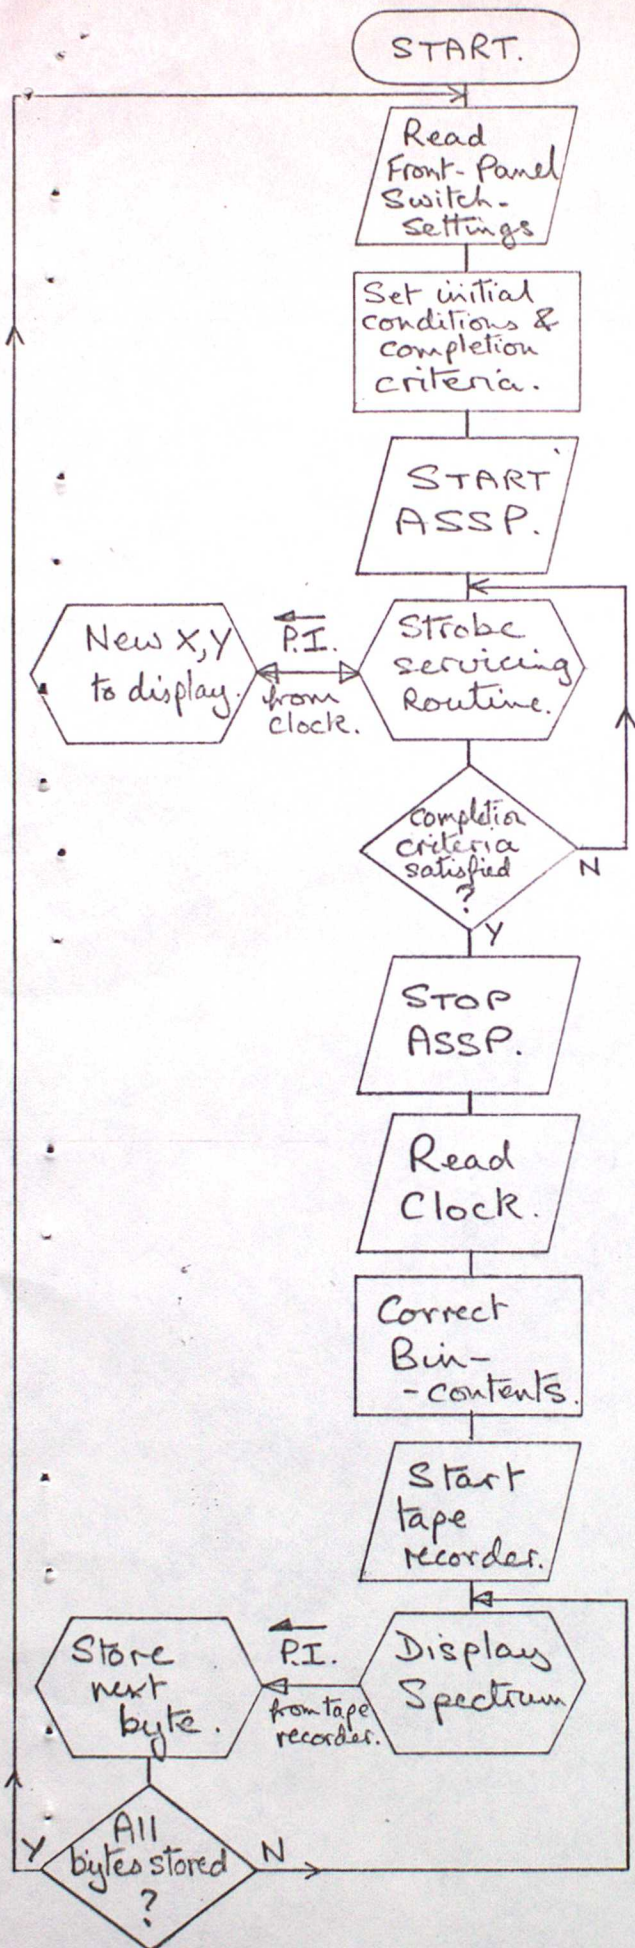 START.
Read
Front-Panel
Switch-
settings
Set initial
conditions &
completion
criteria.
START
ASSP.
New X,Y
to display.
P.I.
from
clock.
Strobe
servicing
Routine.
Completion
criteria
satisfied
?
N
Y
STOP
ASSP.
Read
Clock.
Correct
Bin-
-contents.
Start
tape
recorder.
Store
next
byte.
P.I.
from tape
recorder.
Display
Spectrum
All
bytes stored
?
Y
N